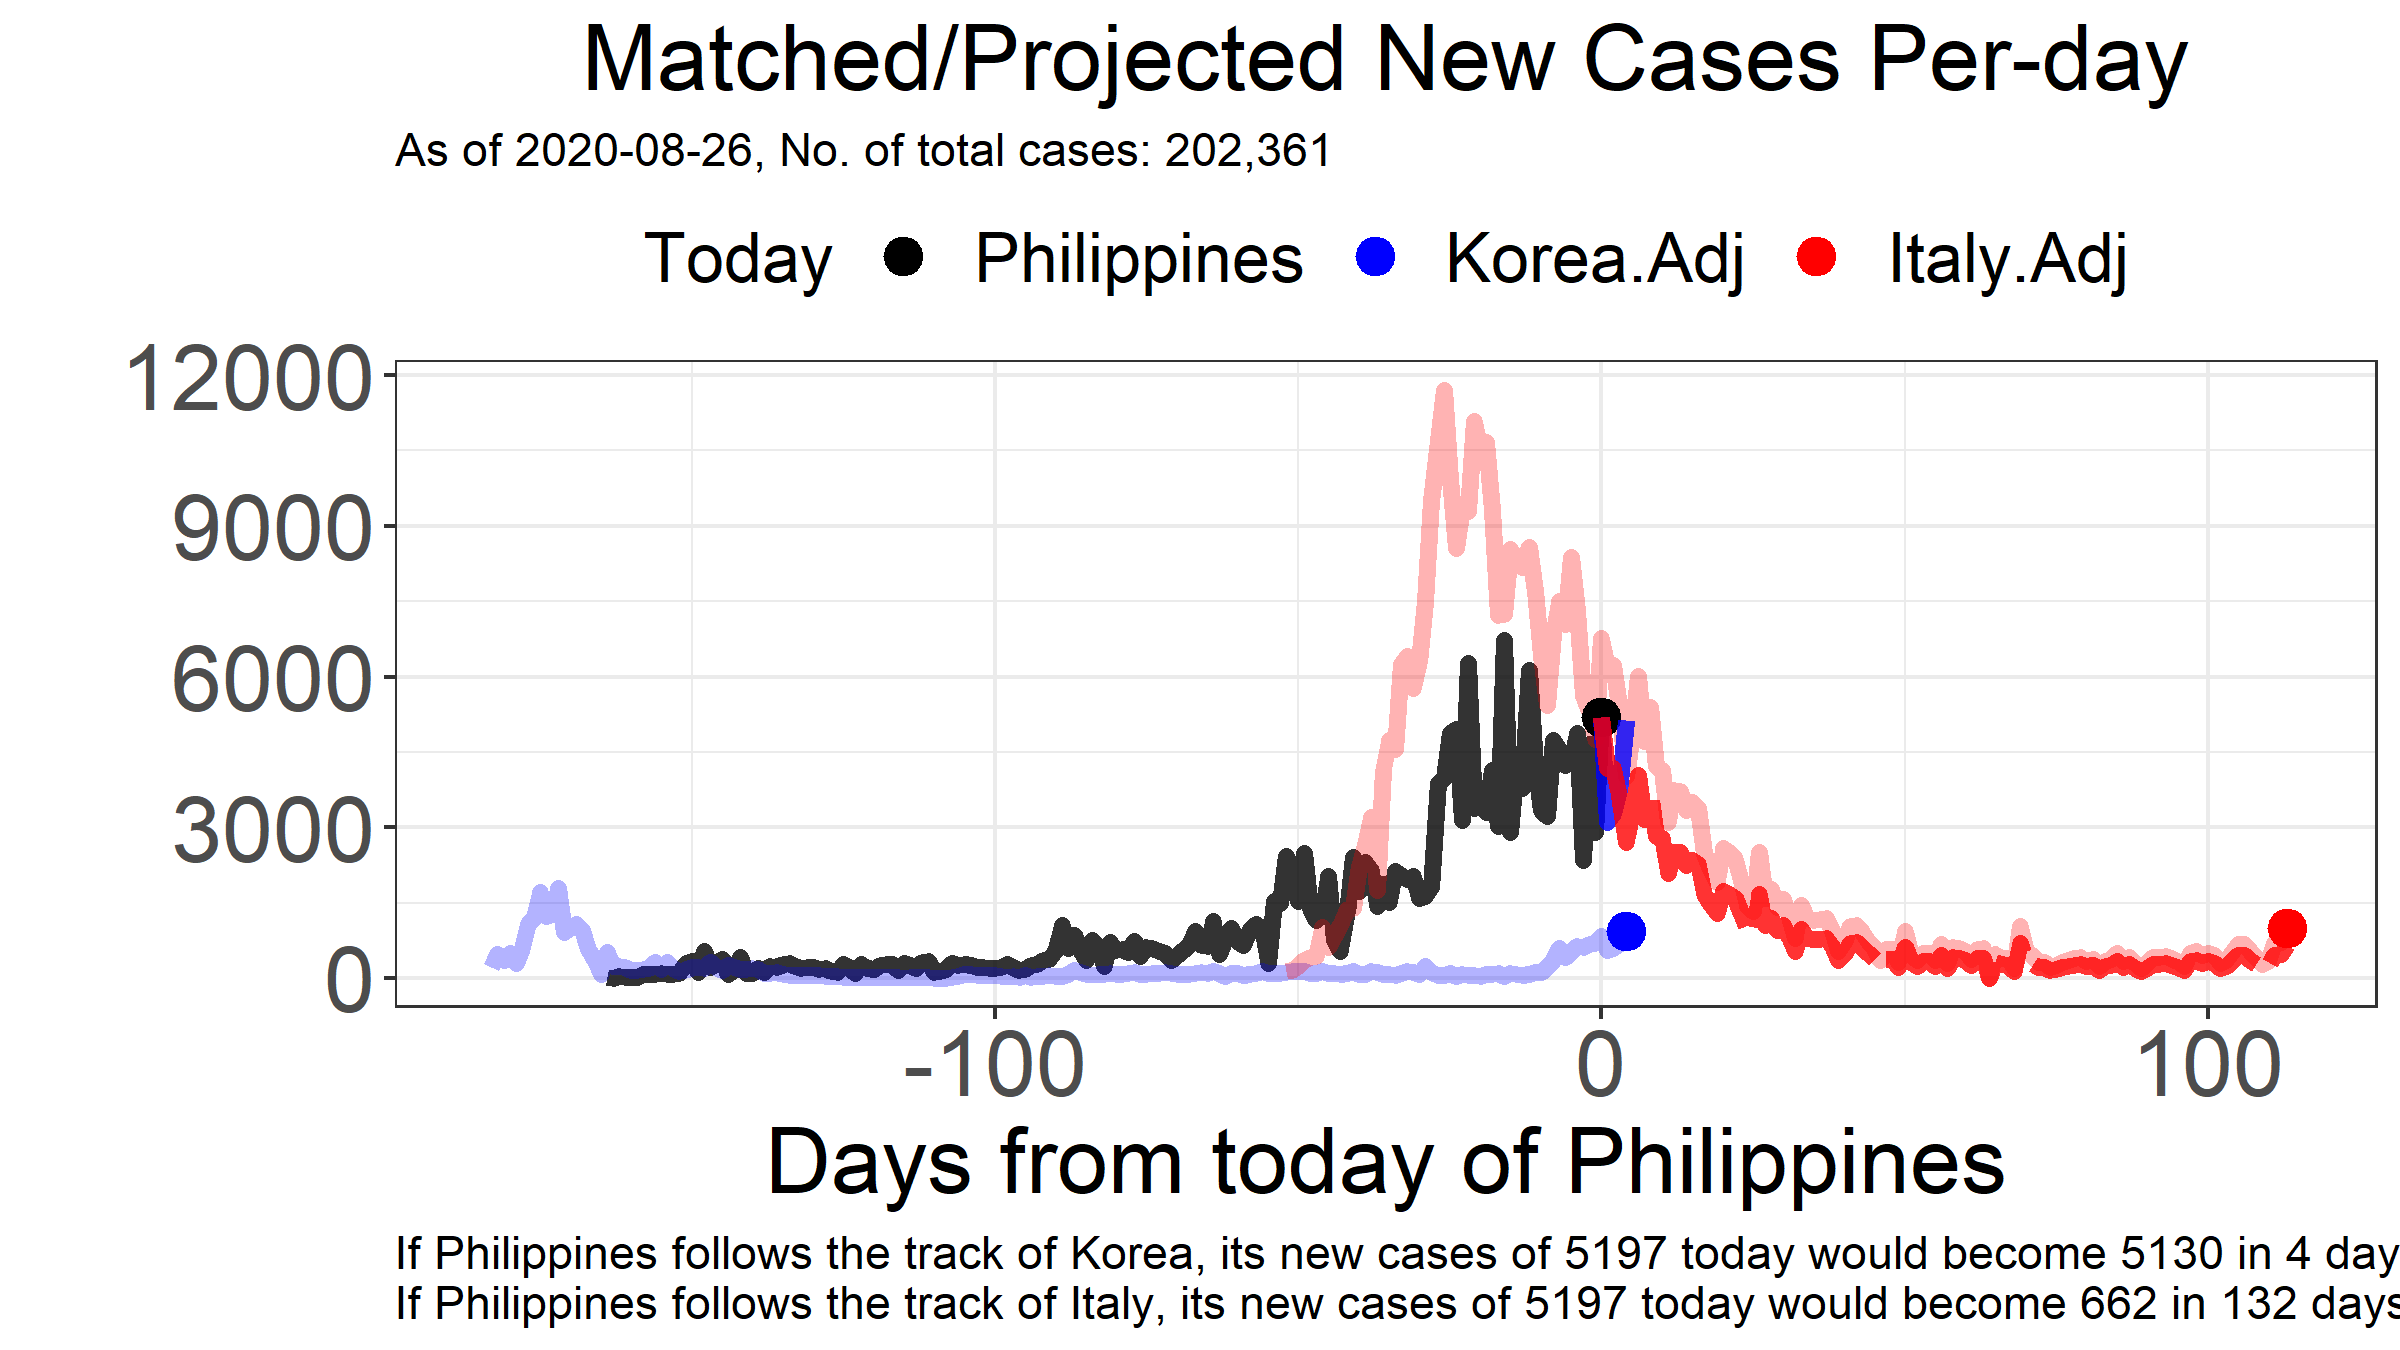 Matched/Projected New Cases Per-day
As of 2020-08-26, No. of total cases: 202,361
Today Philippines Korea.Adj Italy.Adj
12000
9000
6000
3000
0
-100 0 100
Days from today of Philippines
If Philippines follows the track of Korea, its new cases of 5197 today would become 5130 in 4 day
If Philippines follows the track of Italy, its new cases of 5197 today would become 662 in 132 days